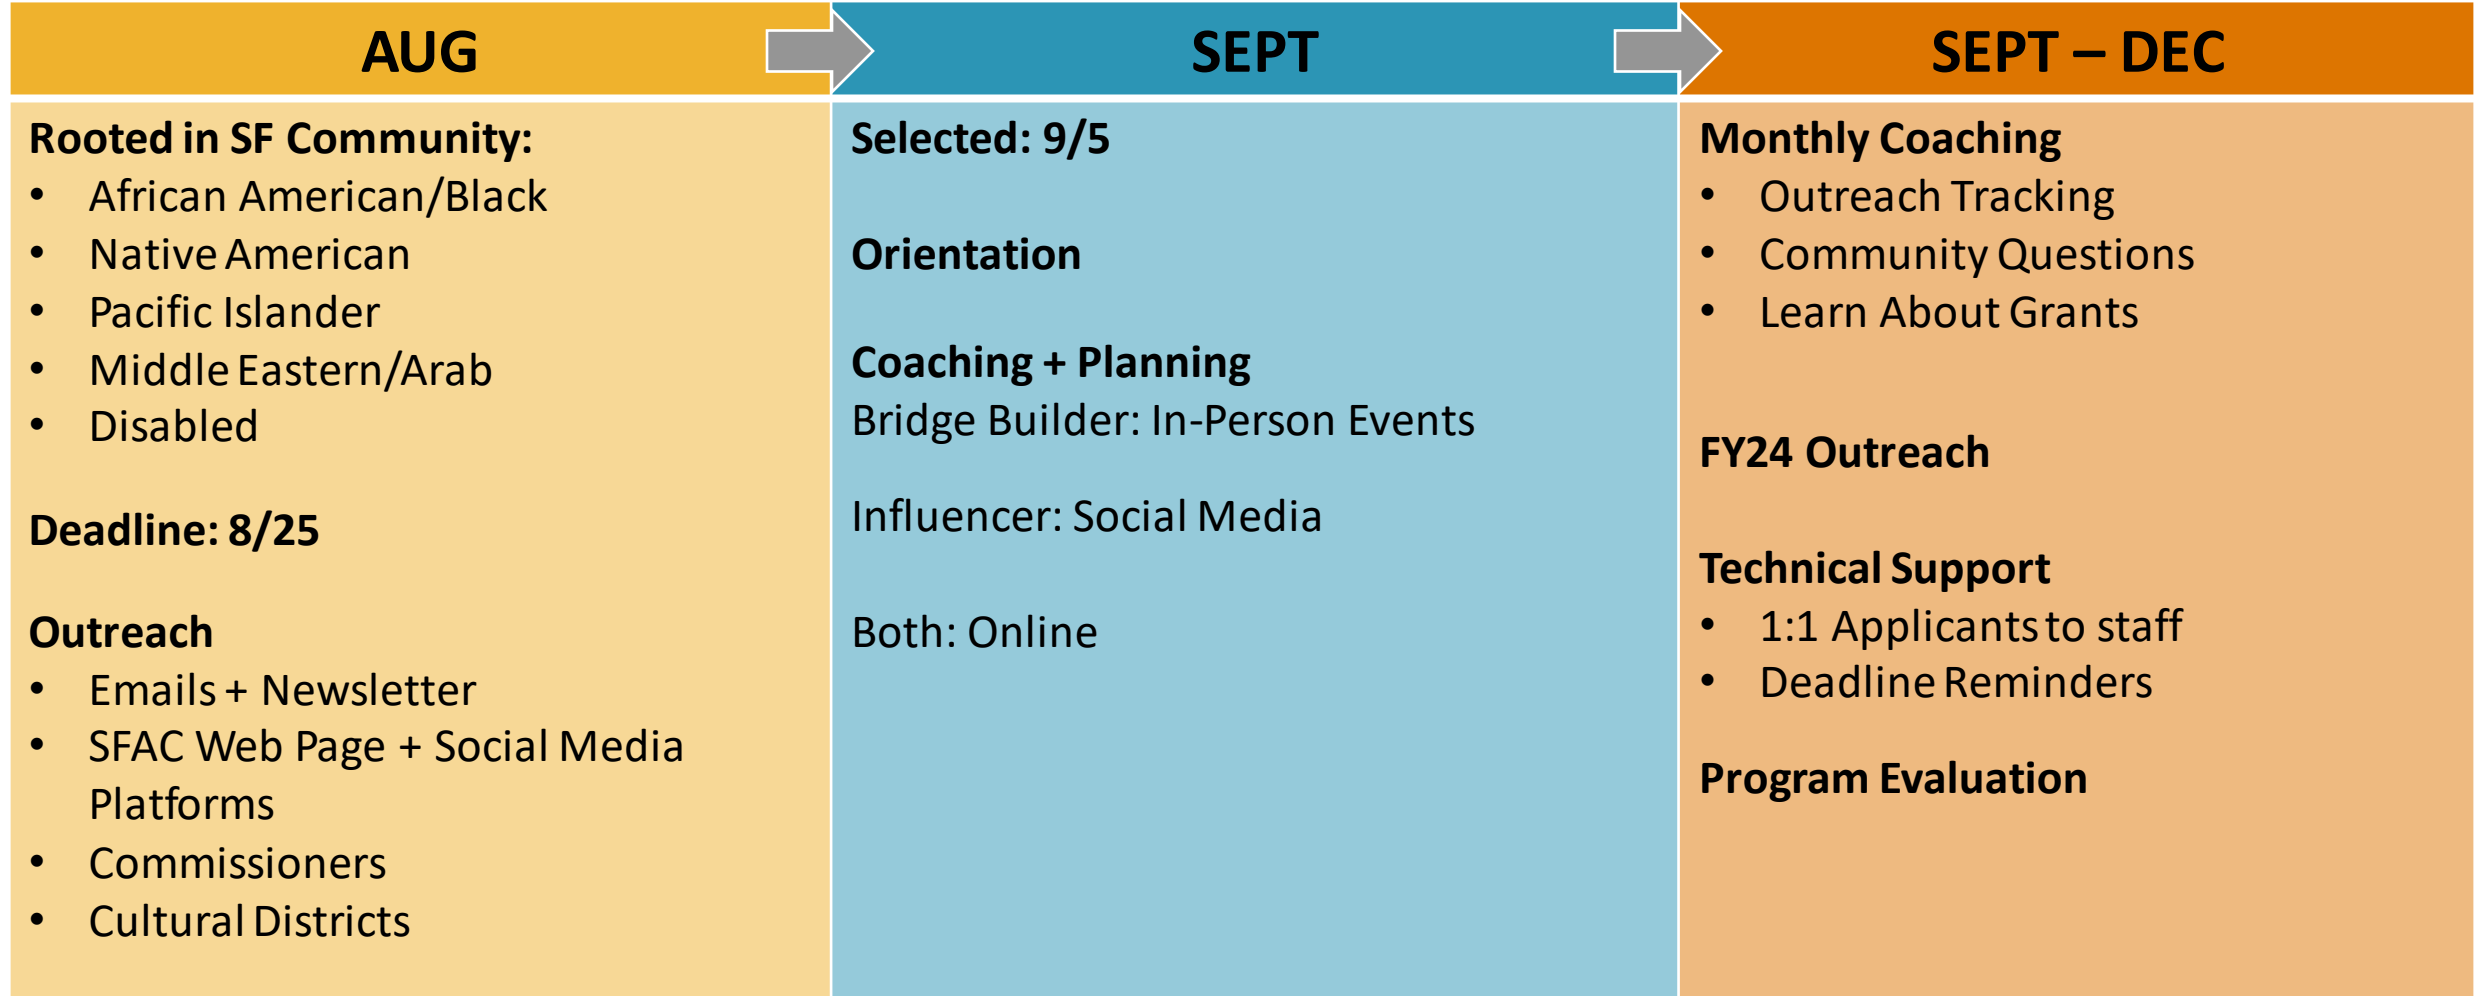 AUG
SEPT
SEPT – DEC
Rooted in SF Community:
• African American/Black
• Native American
• Pacific Islander
• Middle Eastern/Arab
• Disabled
Deadline: 8/25
Outreach
• Emails + Newsletter
• SFAC Web Page + Social Media
Platforms
• Commissioners
• Cultural Districts
Selected: 9/5
Orientation
Coaching + Planning
Bridge Builder: In-Person Events
Influencer: Social Media
Both: Online
Monthly Coaching
• Outreach Tracking
• Community Questions
• Learn About Grants
FY24 Outreach
Technical Support
• 1:1 Applicants to staff
• Deadline Reminders
Program Evaluation